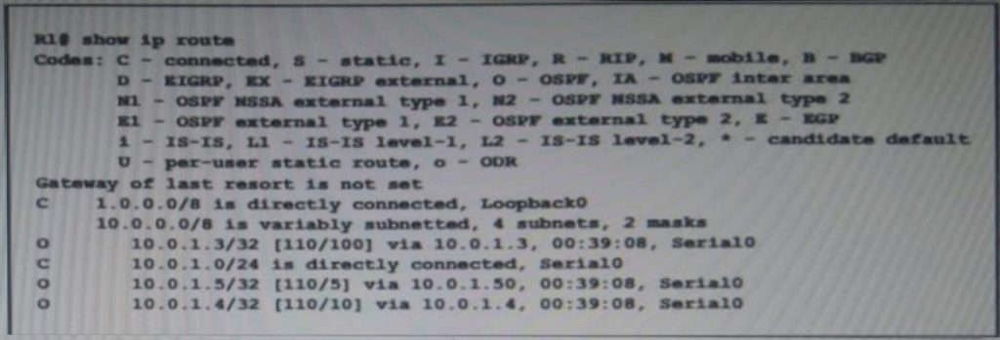 R1# show ip route
Codes: C - connected, S - static, I - IGRP, R - RIP, M - mobile, B - BGP
D - EIGRP, EX - EIGRP external, O - OSPF, IA - OSPF inter area
N1 - OSPF NSSA external type 1, N2 - OSPF NSSA external type 2
E1 - OSPF external type 1, E2 - OSPF external type 2, E - EGP
i - IS-IS, L1 - IS-IS level-1, L2 - IS-IS level-2, * - candidate default
U - per-user static route, o - ODR
Gateway of last resort is not set
C 1.0.0.0/8 is directly connected, Loopback0
10.0.0.0/8 is variably subnetted, 4 subnets, 2 masks
O 10.0.1.3/32 [110/100] via 10.0.1.3, 00:39:08, Serial0
C 10.0.1.0/24 is directly connected, Serial0
O 10.0.1.5/32 [110/5] via 10.0.1.50, 00:39:08, Serial0
O 10.0.1.4/32 [110/10] via 10.0.1.4, 00:39:08, Serial0